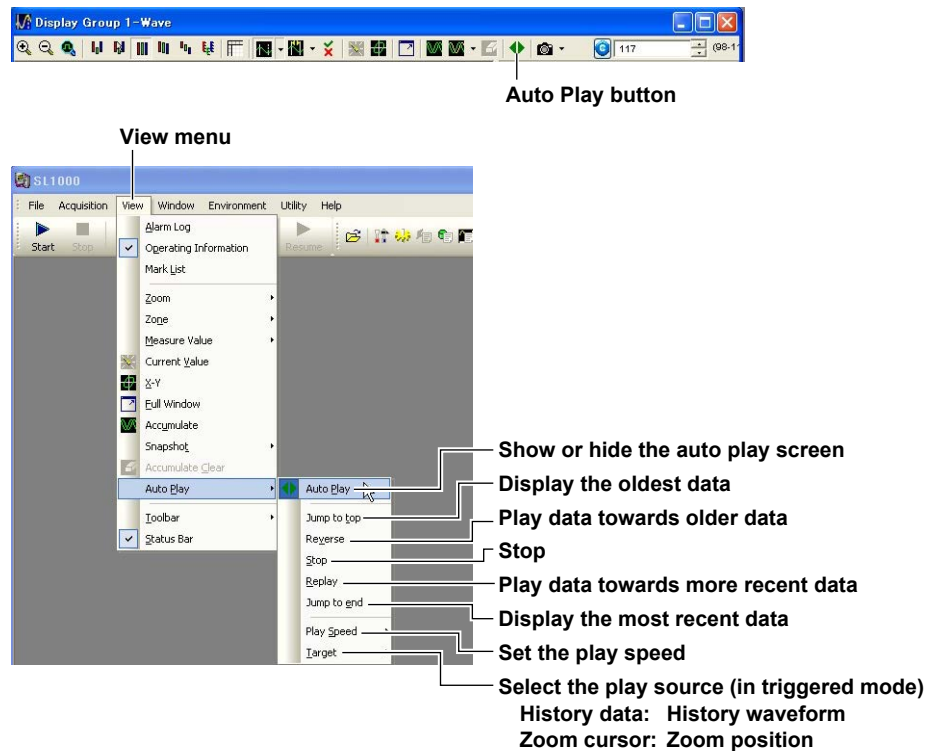 Display Group 1-Wave
117
(98-11
Auto Play button
View menu
SL1000
File Acquisition View Window Environment Utility Help
Start Stop Resume
Alarm Log
Operating Information
Mark List
Zoom
Zone
Measure Value
Current Value
X-Y
Full Window
Accumulate
Snapshot
Accumulate Clear
Auto Play
Toolbar
Status Bar
Auto Play
Jump to top
Reverse
Stop
Replay
Jump to end
Play Speed
Target
Show or hide the auto play screen
Display the oldest data
Play data towards older data
Stop
Play data towards more recent data
Display the most recent data
Set the play speed
Select the play source (in triggered mode)
History data: History waveform
Zoom cursor: Zoom position